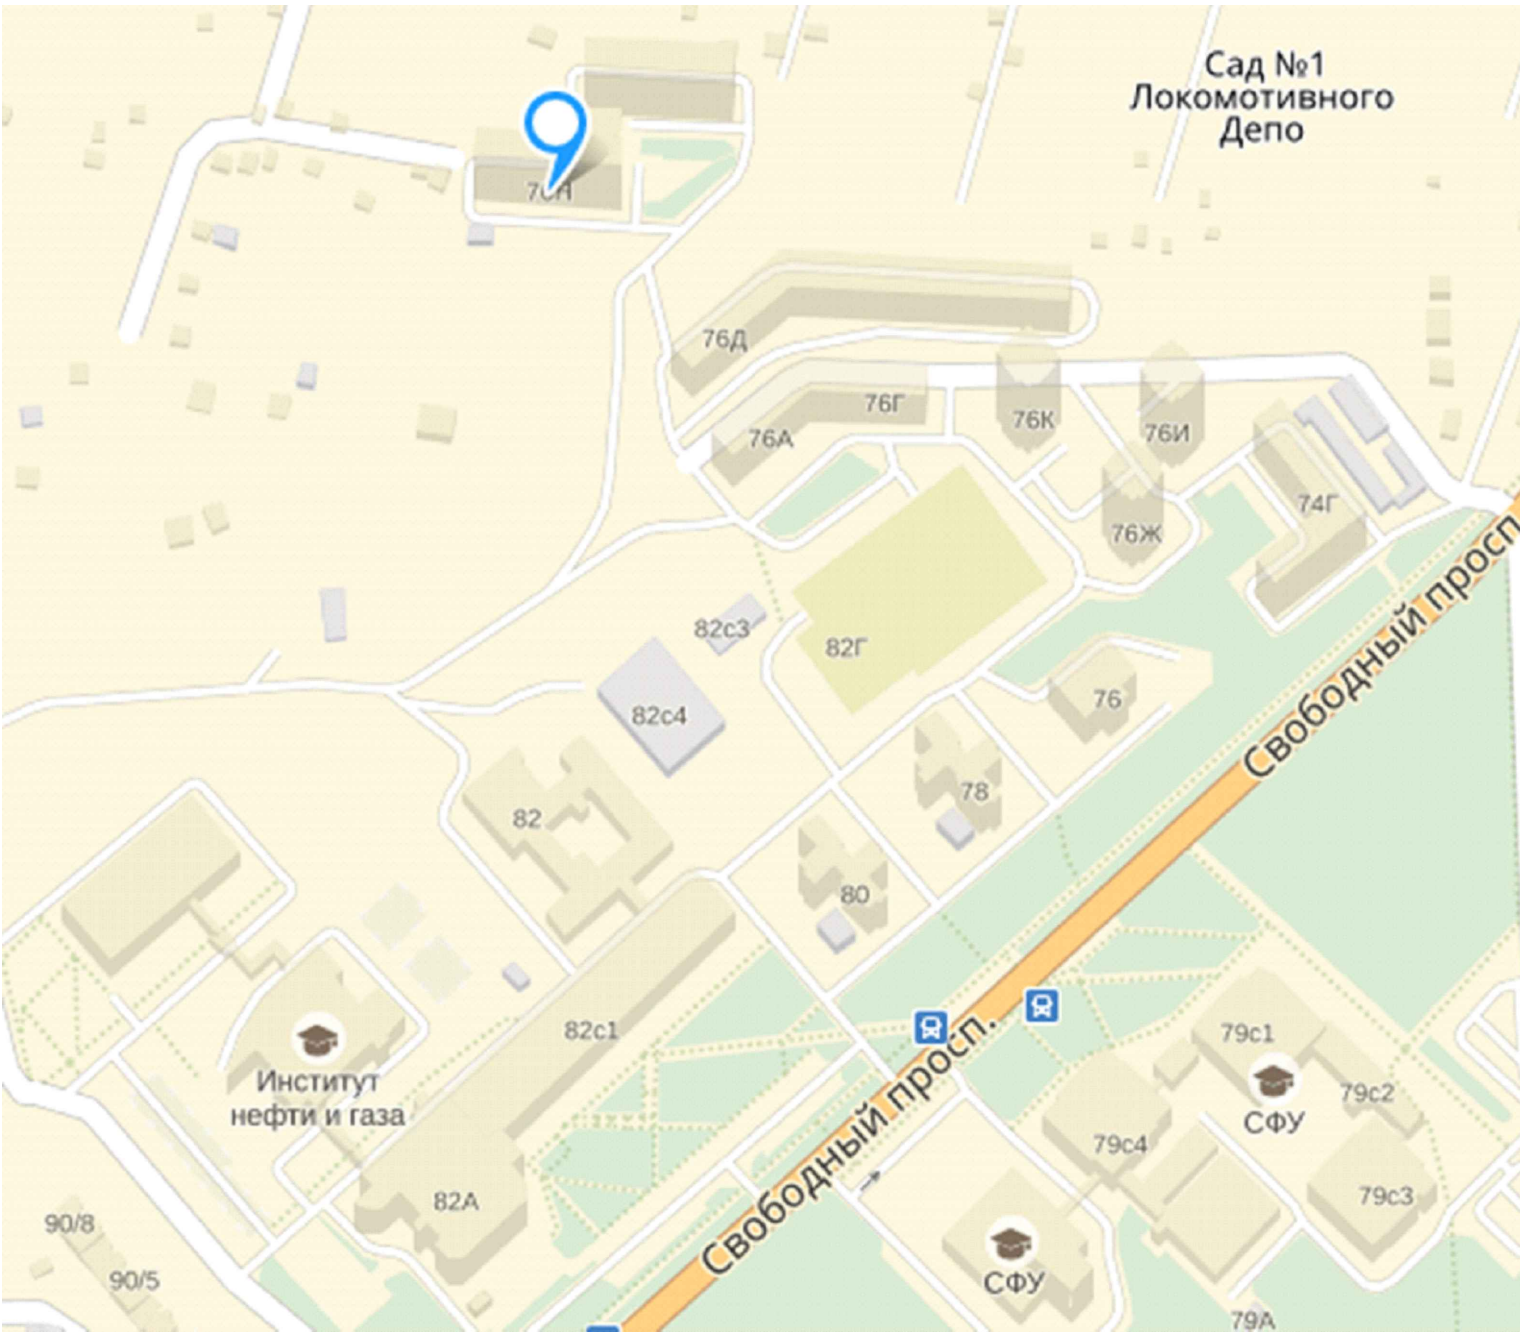 Сад №1
Локомотивного
Депо
76Н
76Д
76Г
76К
76И
76А
74Г
76Ж
Свободный просп.
82с3
82Г
76
82с4
78
82
80
82с1
79с1
Институт
нефти и газа
79с2
СФУ
Свободный просп.
79с4
79с3
82А
90/8
СФУ
90/5
79А